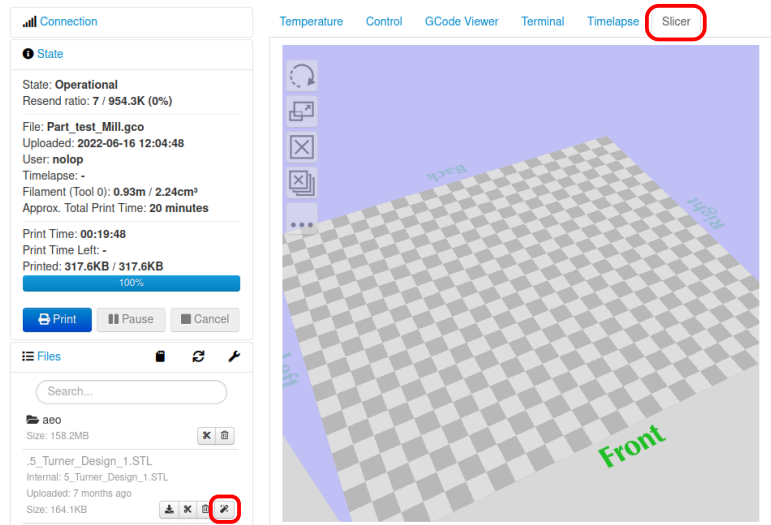 Connection
State
State: Operational
Resend ratio: 7 / 954.3K (0%)
File: Part_test_Mill.gco
Uploaded: 2022-06-16 12:04:48
User: nolop
Timelapse: -
Filament (Tool 0): 0.93m / 2.24cm³
Approx. Total Print Time: 20 minutes
Print Time: 00:19:48
Print Time Left: -
Printed: 317.6KB / 317.6KB
100%
Print Pause Cancel
Files
Search...
aeo
Size: 158.2MB
.5_Turner_Design_1.STL
Internal: 5_Turner_Design_1.STL
Uploaded: 7 months ago
Size: 164.1KB
Temperature Control GCode Viewer Terminal Timelapse Slicer
Back
Right
Left
Front